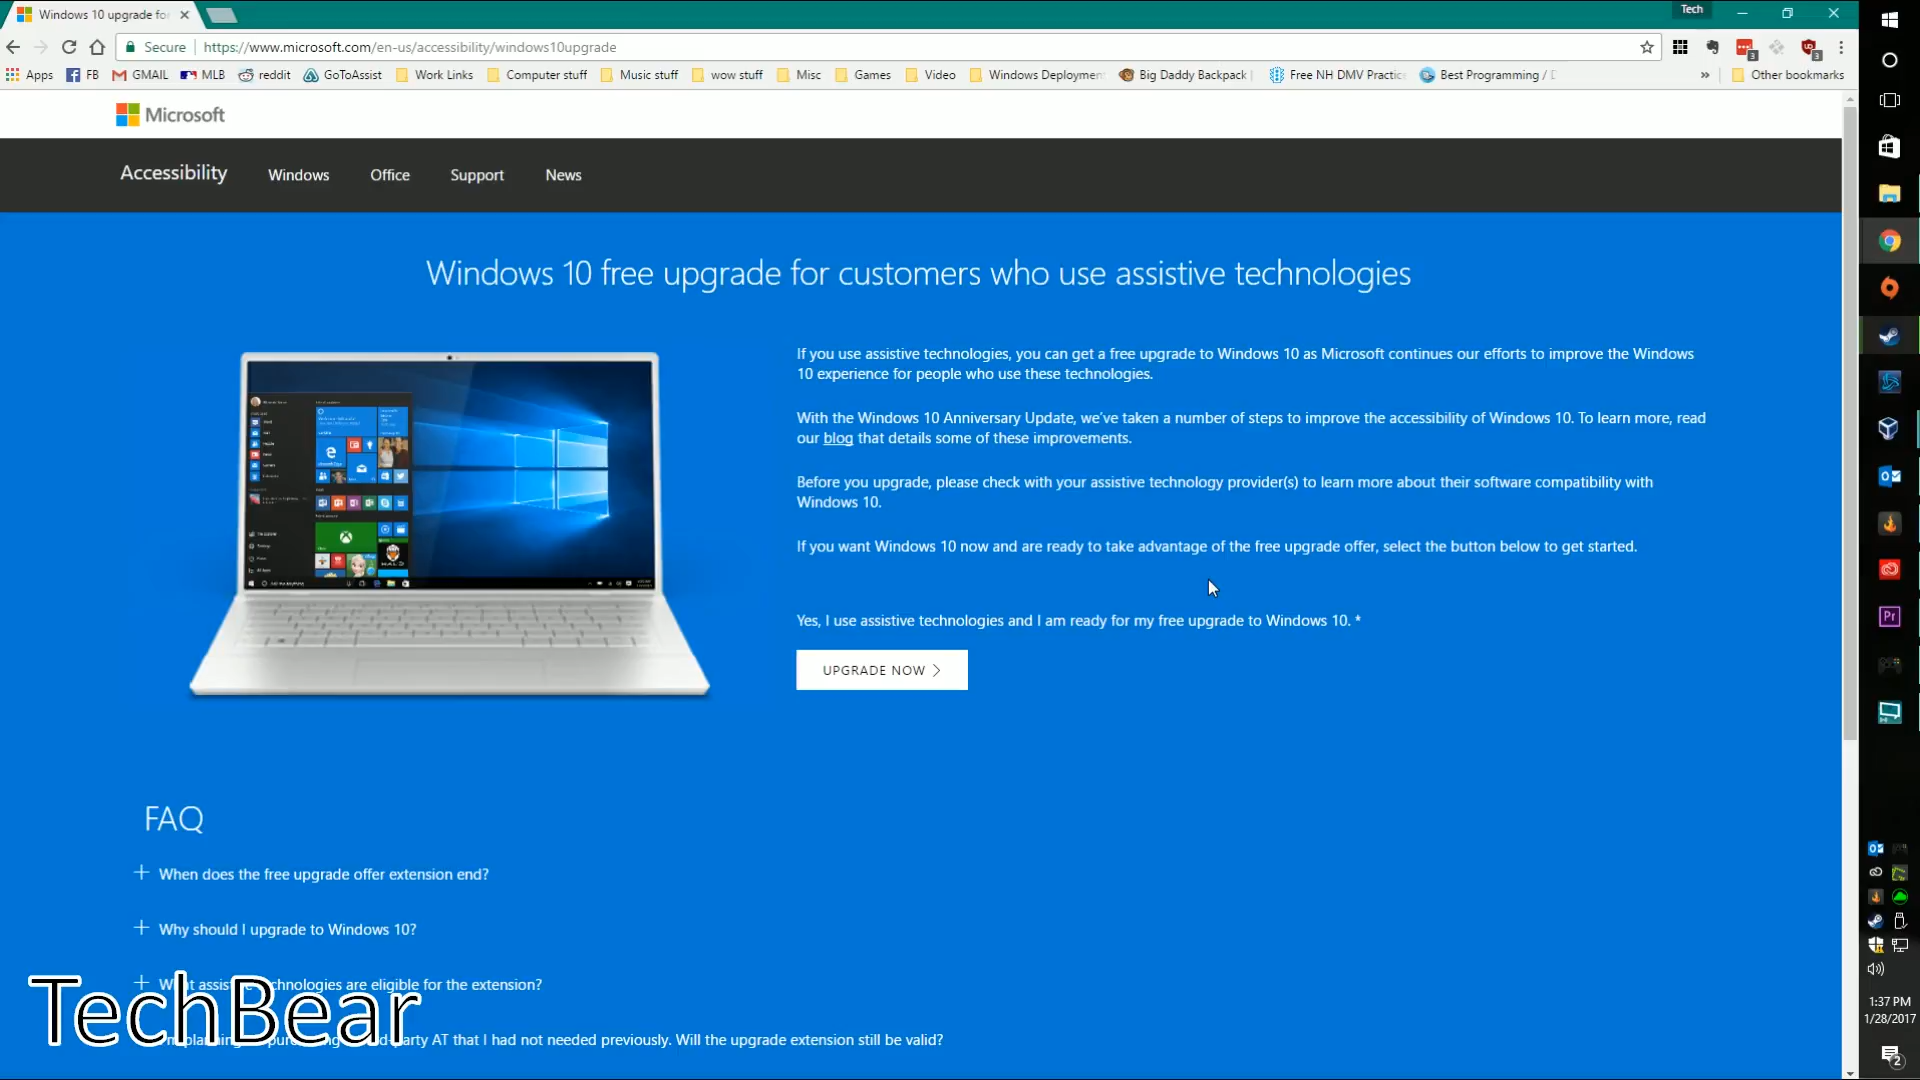 Windows 10 upgrade for
Tech
Secure
https://www.microsoft.com/en-us/accessibility/windows10upgrade
Apps FB GMAIL MLB reddit GoToAssist Work Links Computer stuff Music stuff wow stuff Misc Games Video Windows Deploymen Big Daddy Backpack Free NH DMV Practic Best Programming / » Other bookmarks
Microsoft
Accessibility Windows Office Support News
Windows 10 free upgrade for customers who use assistive technologies
If you use assistive technologies, you can get a free upgrade to Windows 10 as Microsoft continues our efforts to improve the Windows
10 experience for people who use these technologies.
With the Windows 10 Anniversary Update, we've taken a number of steps to improve the accessibility of Windows 10. To learn more, read
our blog that details some of these improvements.
Before you upgrade, please check with your assistive technology provider(s) to learn more about their software compatibility with
Windows 10.
If you want Windows 10 now and are ready to take advantage of the free upgrade offer, select the button below to get started.
Yes, I use assistive technologies and I am ready for my free upgrade to Windows 10. *
UPGRADE NOW >
FAQ
+ When does the free upgrade offer extension end?
+ Why should I upgrade to Windows 10?
technologies are eligible for the extension?
party AT that I had not needed previously. Will the upgrade extension still be valid?
TechBear
1:37 PM
1/28/2017
2